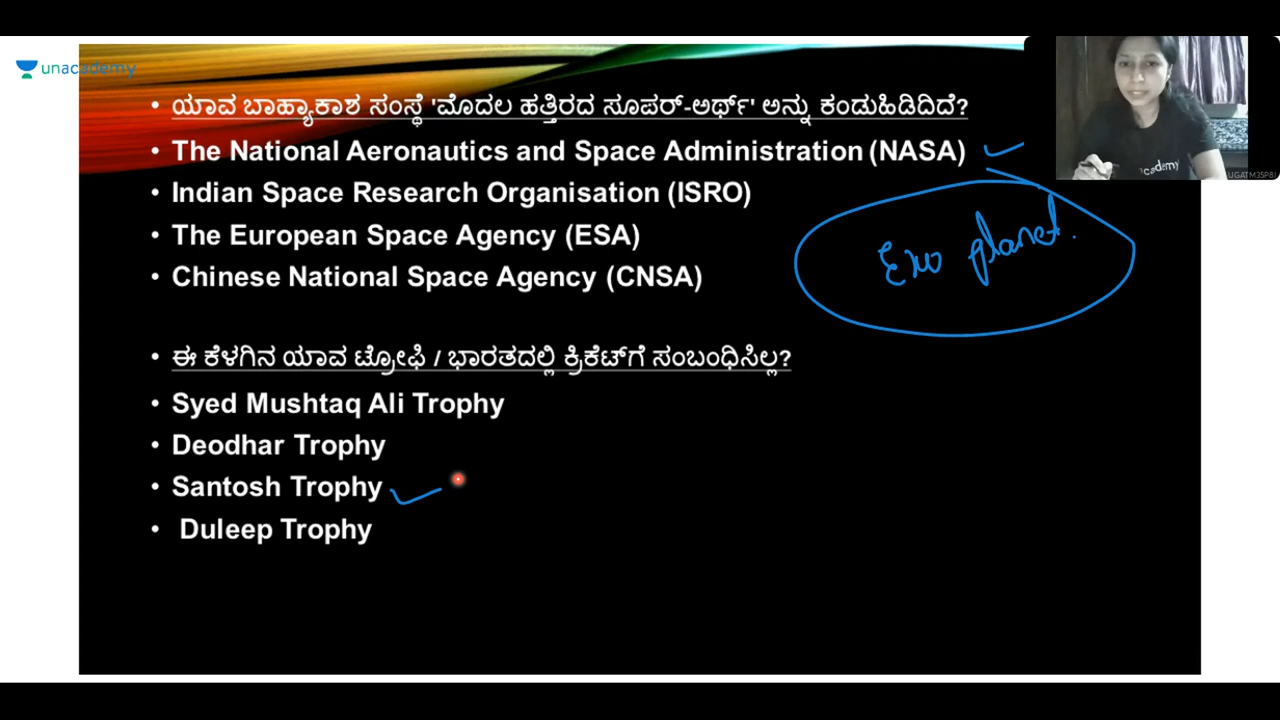 unacademy
• ಯಾವ ಬಾಹ್ಯಾಕಾಶ ಸಂಸ್ಥೆ 'ಮೊದಲ ಹತ್ತಿರದ ಸೂಪರ್-ಅರ್ಥ್' ಅನ್ನು ಕಂಡುಹಿಡಿದಿದೆ?
• The National Aeronautics and Space Administration (NASA)
• Indian Space Research Organisation (ISRO)
• The European Space Agency (ESA)
• Chinese National Space Agency (CNSA)
Exo planet.
• ಈ ಕೆಳಗಿನ ಯಾವ ಟ್ರೋಫಿ / ಭಾರತದಲ್ಲಿ ಕ್ರಿಕೆಟ್‌ಗೆ ಸಂಬಂಧಿಸಿಲ್ಲ?
• Syed Mushtaq Ali Trophy
• Deodhar Trophy
• Santosh Trophy
• Duleep Trophy